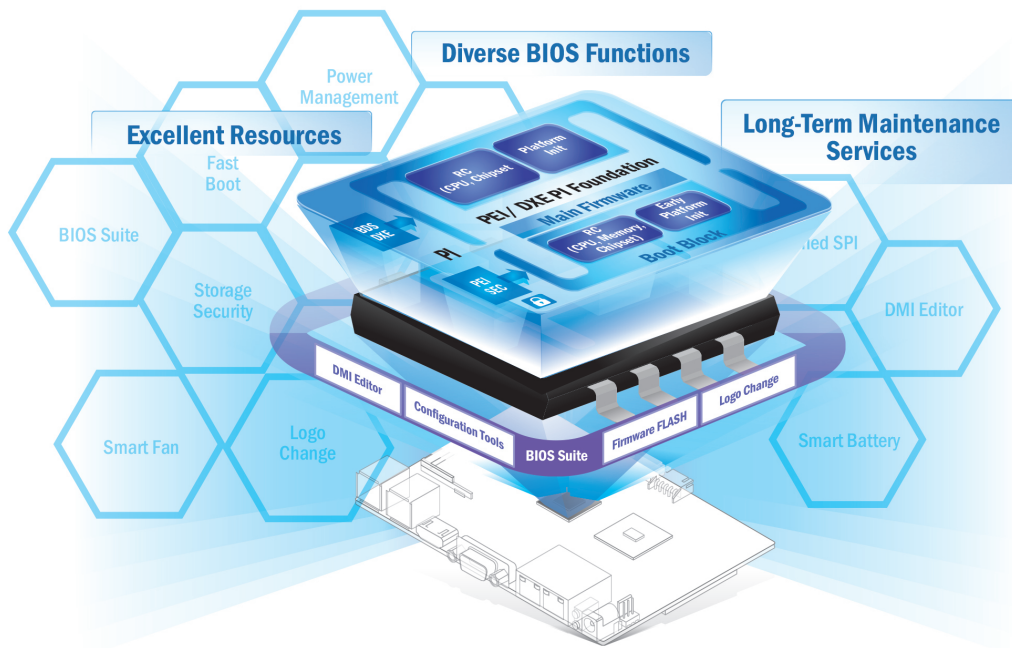 Diverse BIOS Functions
Excellent Resources
Long-Term Maintenance
Services
Power
Management
Fast
Boot
BIOS Suite
Storage
Security
Smart Fan
Logo
Change
SPI
DMI Editor
Smart Battery
RC
(CPU, Chipset
Platform
Init
PEI/ DXE PI Foundation
Main Firmware
BDS
DXE
PI
RC
(CPU, Memory,
Chipset)
Early
Platform
Init.
Boot Block
PEI
SEC
DMI Editor
Configuration Tools
BIOS Suite
Firmware FLASH
Logo Change